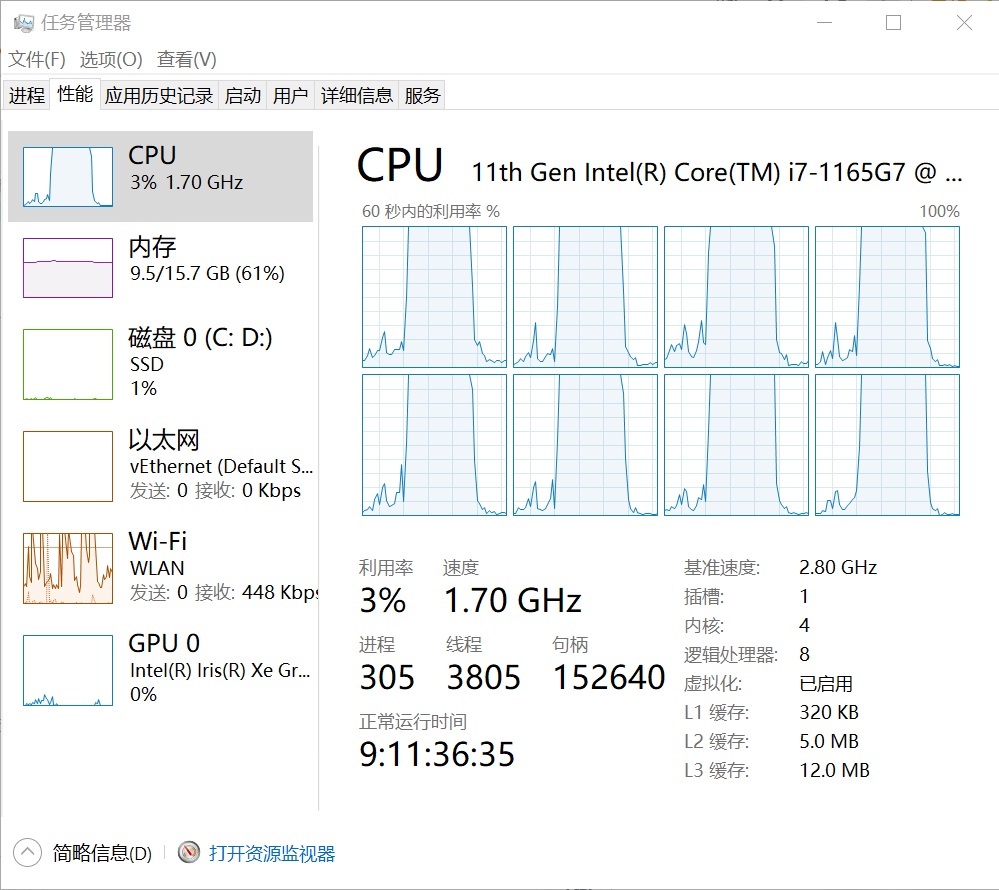 任务管理器
文件(F) 选项(O) 查看(V)
进程 性能 应用历史记录 启动 用户 详细信息 服务
CPU
3% 1.70 GHz
内存
9.5/15.7 GB (61%)
磁盘 0 (C: D:)
SSD
1%
以太网
vEthernet (Default S...
发送: 0 接收: 0 Kbps
Wi-Fi
WLAN
发送: 0 接收: 448 Kbps
GPU 0
Intel(R) Iris(R) Xe Gr...
0%
CPU 11th Gen Intel(R) Core(TM) i7-1165G7 @ ...
60 秒内的利用率 % 100%
利用率 速度
3% 1.70 GHz
进程 线程 句柄
305 3805 152640
正常运行时间
9:11:36:35
基准速度: 2.80 GHz
插槽: 1
内核: 4
逻辑处理器: 8
虚拟化: 已启用
L1 缓存: 320 KB
L2 缓存: 5.0 MB
L3 缓存: 12.0 MB
简略信息(D) 打开资源监视器